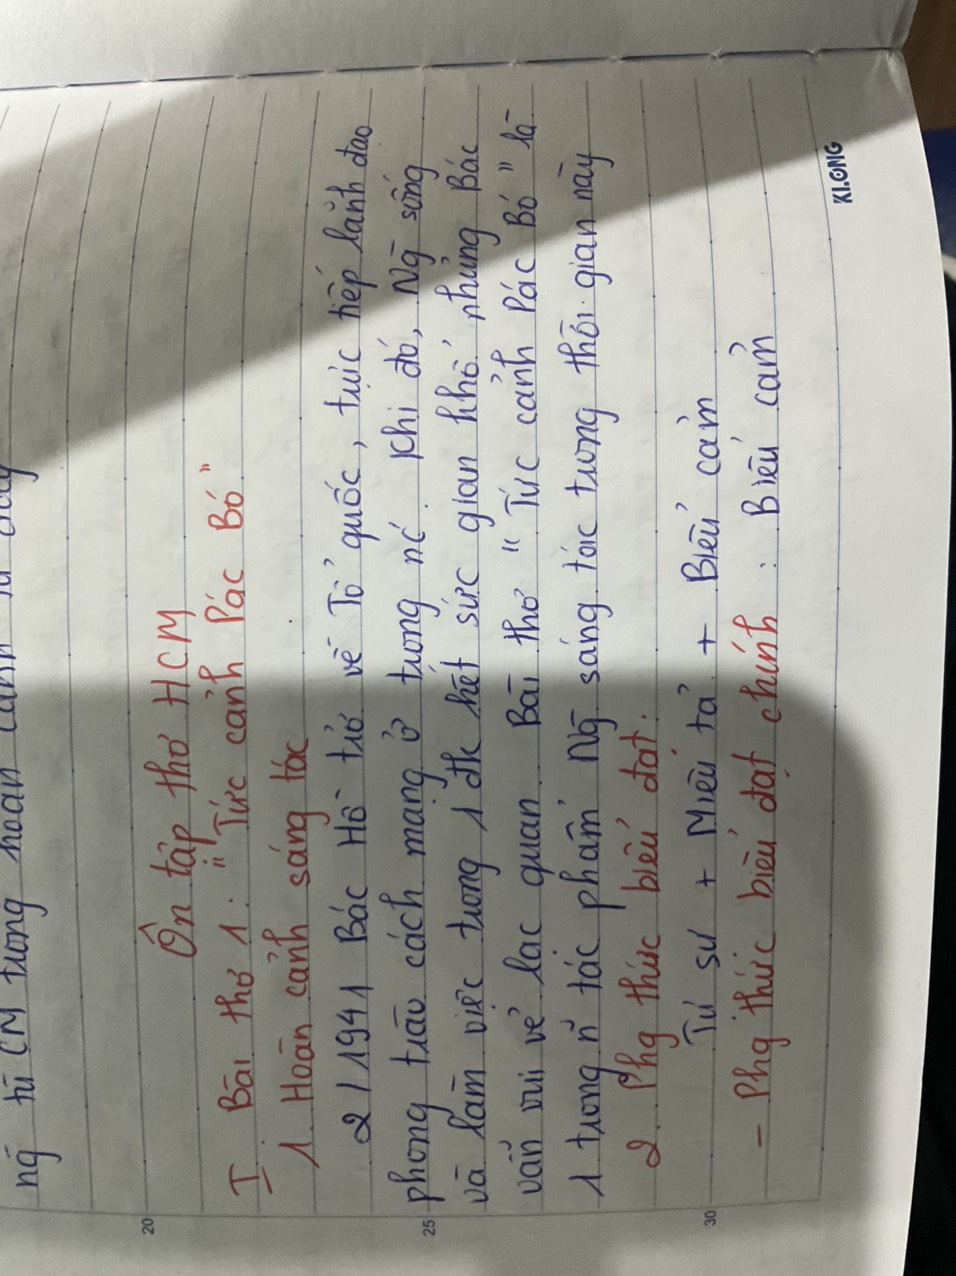 ng tù CM trong hoàn cảnh
Ôn tập thơ HCM
I. Bài thơ 1: "Tức cảnh Pác Bó"
1 Hoàn cảnh sáng tác
2/1941 Bác Hồ trở về Tổ quốc, trực tiếp lãnh đạo
phong trào cách mạng ở trong nc. Khi đó, Ng sống
và làm việc trong 1 đk hết sức gian khổ nhưng Bác
vẫn vui vẻ lạc quan. Bài thơ "Tức cảnh Pác Bó" là
1 trong n tác phẩm Ng sáng tác trong thời gian này
2. Phg thức biểu đạt.
Tự sự + Miêu tả + Biểu cảm
- Phg thức biểu đạt chính: Biểu cảm
20
25
30
KLONG